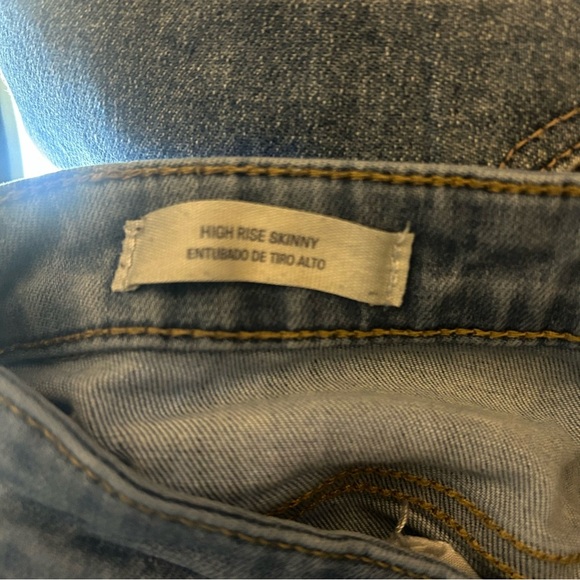 HIGH RISE SKINNY
ENTUBADO DE TIRO ALTO